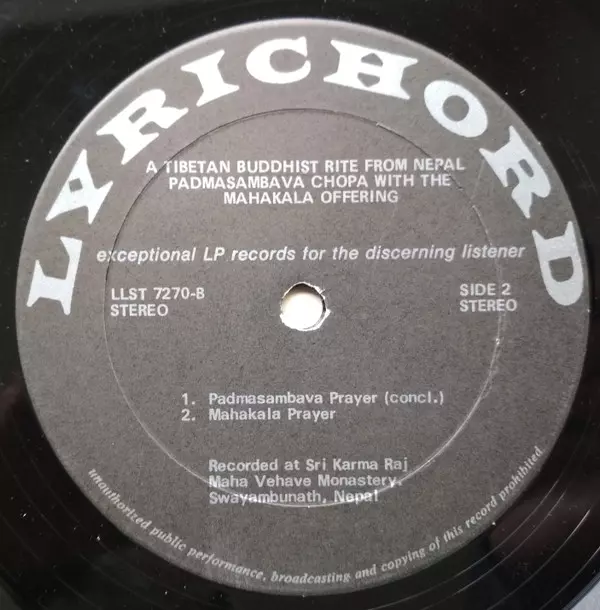 LYRICHORD
A TIBETAN BUDDHIST RITE FROM NEPAL
PADMASAMBAVA CHOPA WITH THE
MAHAKALA OFFERING
exceptional LP records for the discerning listener
LLST 7270-B
STEREO
SIDE 2
STEREO
1. Padmasambava Prayer (concl.)
2. Mahakala Prayer
Recorded at Sri Karma Raj
Maha Vehave Monastery,
Swayambunath, Nepal
unauthorized public performance, broadcasting and copying of this record prohibited.